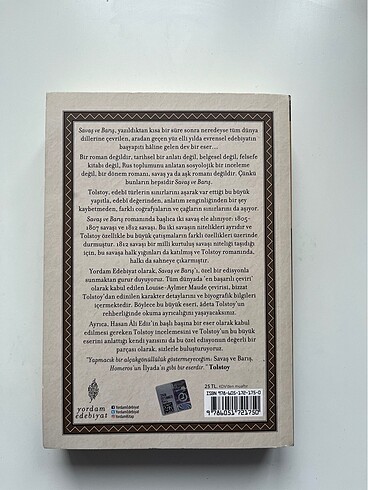 Savaş ve Barış, yazıldıktan kısa bir süre sonra neredeyse tüm dünya
dillerine çevrilen, aradan geçen yüz elli yılda evrensel edebiyatın
başyapıtı hâline gelen dev bir eser....
Bir roman değildir, tarihsel bir anlatı değil, belgesel değil, felsefe
kitabı değil, Rus toplumunu anlatan sosyolojik bir inceleme
değil, bir dönem romanı, savaş ya da aşk romanı değildir. Çünkü
bunların hepsidir Savaş ve Barış.
Tolstoy, edebi türlerin sınırlarını aşarak var ettiği bu büyük
yapıtla, edebi değerinden, anlatım zenginliğinden bir şey
kaybetmeden, farklı coğrafyaların ve çağların sınırlarını da aşıyor.
Savaş ve Barış romanında başlıca iki savaş ele alınıyor: 1805-
1807 savaşı ve 1812 savaşı. Bu iki savaşın nitelikleri ayrıdır ve
Tolstoy özellikle bu büyük çatışmaların farklı özellikleri üzerinde
durmuştur. 1812 savaşı bir milli kurtuluş savaşı niteliği taşıdığı
için, bu savaşa halk yığınları da katılmış ve Tolstoy romanında,
halkı da sahneye çıkarmıştır.
Yordam Edebiyat olarak, Savaş ve Barış'ı, özel bir edisyonla
sunmaktan gurur duyuyoruz. Tüm dünyada "en başarılı çeviri"
olarak kabul edilen Louise-Aylmer Maude çevirisi, bizzat
Tolstoy'dan edinilen karakter detaylarını ve biyografik bilgileri
içermektedir. Böylece bu büyük eseri, âdeta Tolstoy'un
rehberliğinde okuma ayrıcalığını yaşayacaksınız.
Ayrıca, Hasan Âli Ediz'in başlı başına bir eser olarak kabul
edilmesi gereken Tolstoy incelemesini ve Tolstoy'un bu büyük
eserini anlattığı kendi yazısını da bu özel edisyonun değerli bir
parçası olarak, sizlerle buluşturuyoruz.
"Yapmacık bir alçakgönüllülük göstermeyeceğim: Savaş ve Barış,
Homeros'un İlyada'sı gibi bir eserdir." Tolstoy
yordam
edebiyat
YordamEdebiyat
YordamEdebiyat
YordamKitap
25 TL
ISBN 978-605-172-175-0
9 786051 721750